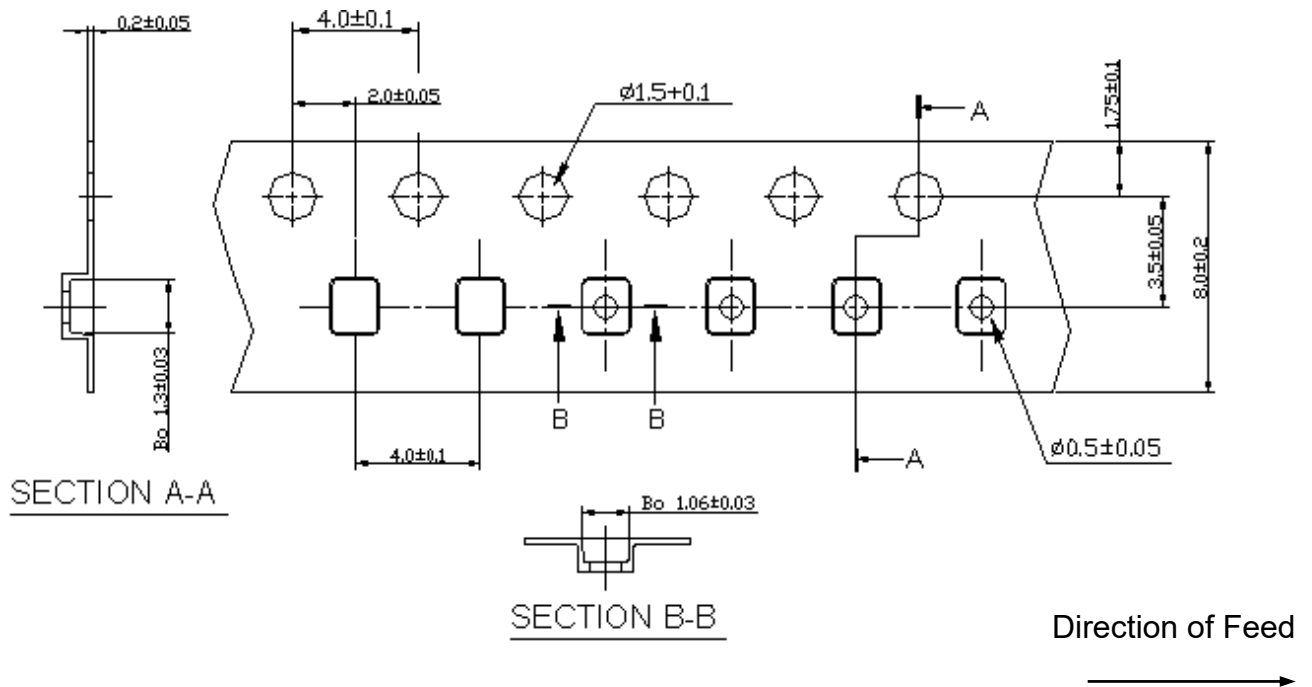 0.2±0.05
4.0±0.1
2.0±0.05
ø1.5+0.1
A
1.75±0.1
3.5±0.05
8.0±0.2
Bo 1.3±0.03
B
B
4.0±0.1
A
ø0.5±0.05
SECTION A-A
Bo 1.06±0.03
SECTION B-B
Direction of Feed